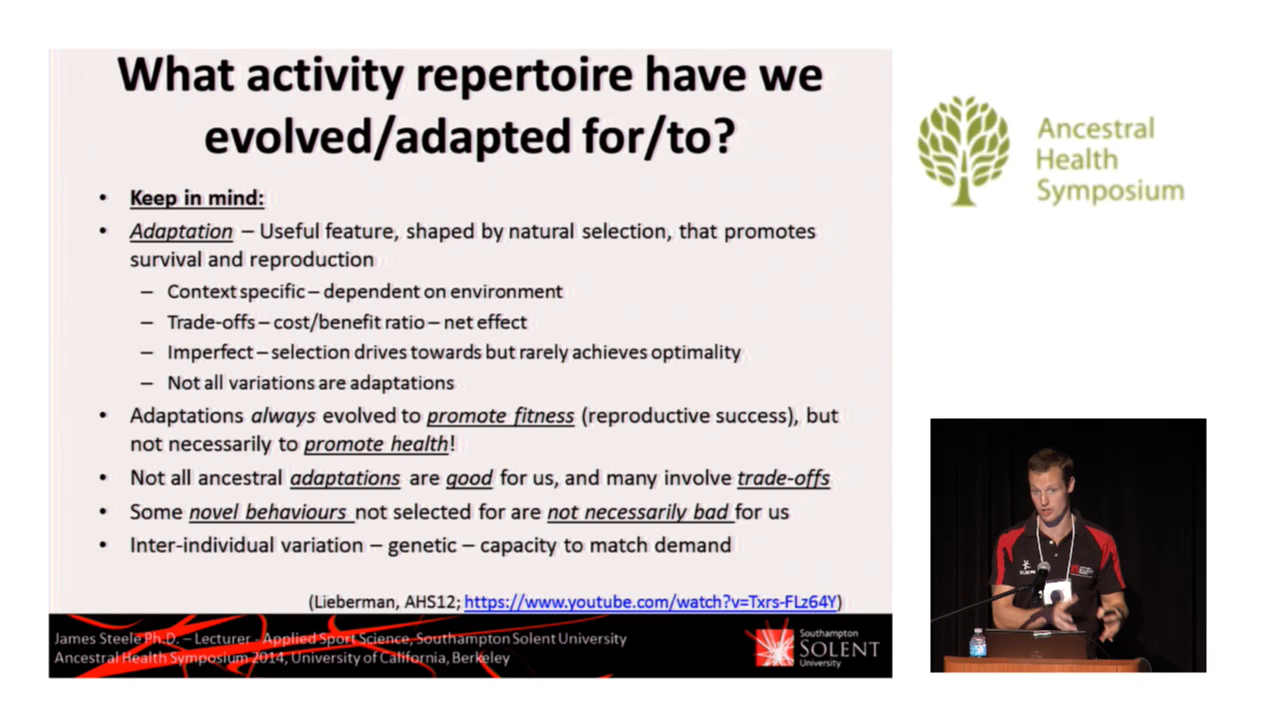 What activity repertoire have we
evolved/adapted for/to?
• Keep in mind:
• Adaptation – Useful feature, shaped by natural selection, that promotes
survival and reproduction
– Context specific – dependent on environment
– Trade-offs – cost/benefit ratio – net effect
– Imperfect – selection drives towards but rarely achieves optimality
– Not all variations are adaptations
• Adaptations always evolved to promote fitness (reproductive success), but
not necessarily to promote health!
• Not all ancestral adaptations are good for us, and many involve trade-offs
• Some novel behaviours not selected for are not necessarily bad for us
• Inter-individual variation – genetic – capacity to match demand
(Lieberman, AHS12; https://www.youtube.com/watch?v=Txrs-FLz64Y)
James Steele Ph.D. – Lecturer - Applied Sport Science, Southampton Solent University
Ancestral Health Symposium 2014, University of California, Berkeley
Southampton
SOLENT
University
Ancestral
Health
Symposium